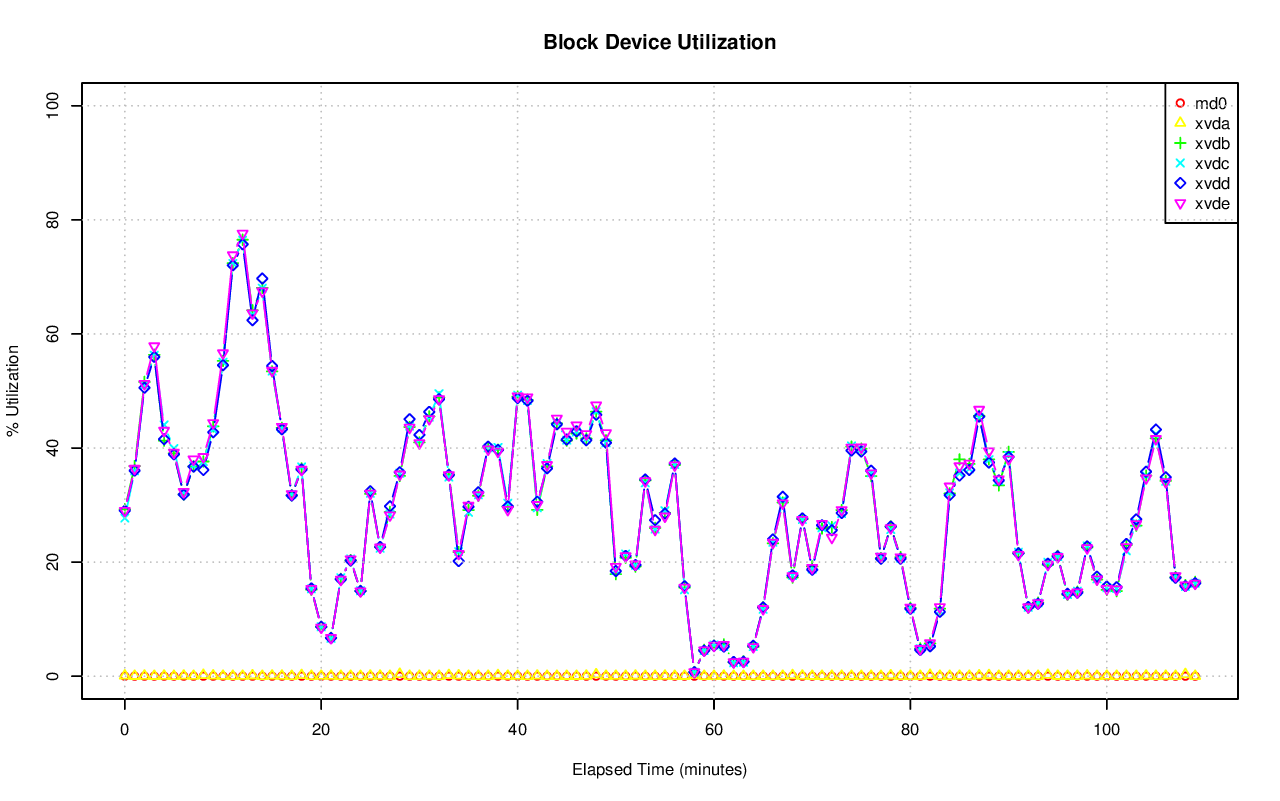 Block Device Utilization
% Utilization
100
80
60
40
20
0
md0
xvda
xvdb
xvdc
xvdd
xvde
0 20 40 60 80 100
Elapsed Time (minutes)